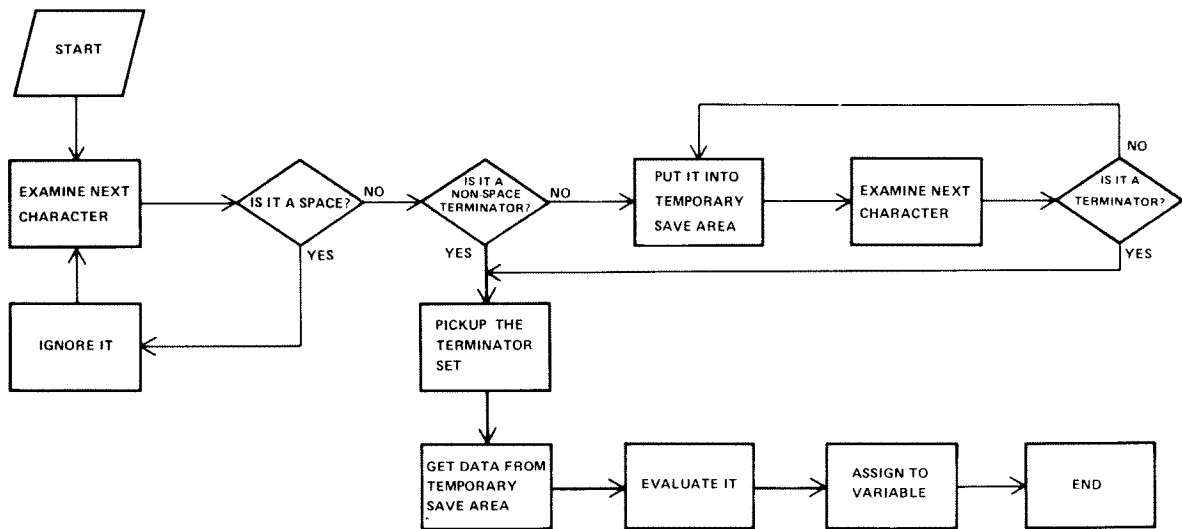 START
EXAMINE NEXT
CHARACTER
IS IT A SPACE?
NO
YES
IGNORE IT
IS IT A
NON-SPACE
TERMINATOR?
NO
YES
PUT IT INTO
TEMPORARY
SAVE AREA
EXAMINE NEXT
CHARACTER
NO
IS IT A
TERMINATOR?
YES
PICKUP THE
TERMINATOR
SET
GET DATA FROM
TEMPORARY
SAVE AREA
EVALUATE IT
ASSIGN TO
VARIABLE
END